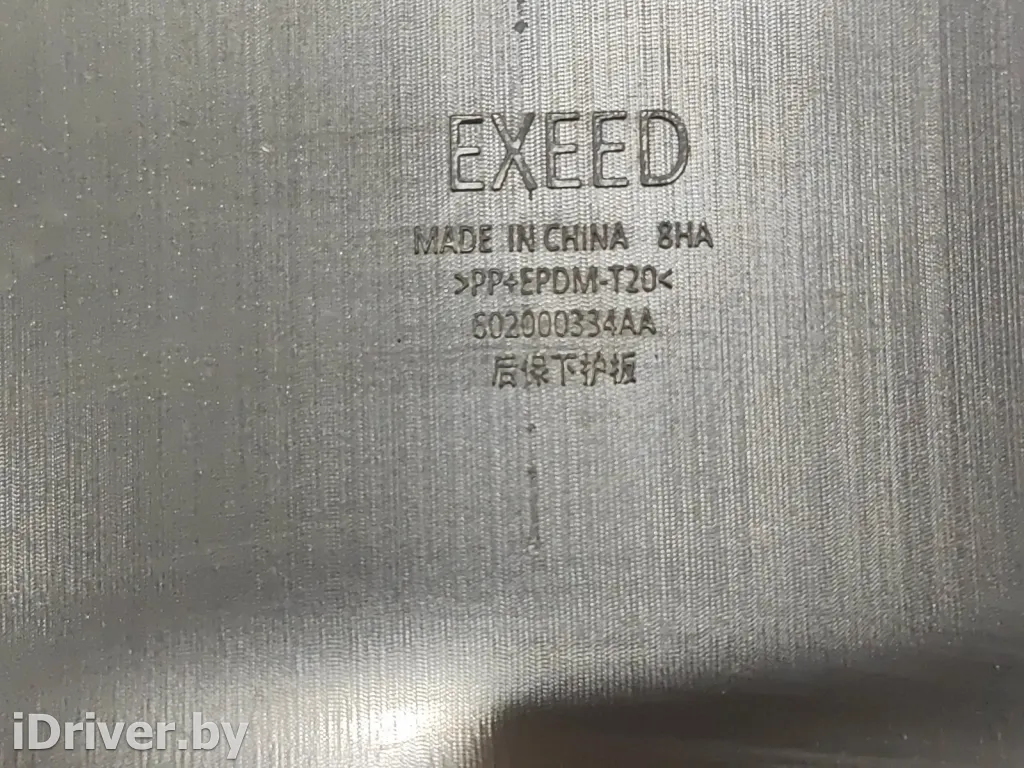 EXEED
MADE IN CHINA 8HA
>PP+EPDM-T20<
602000334AA
后保下护板
iDriver.by